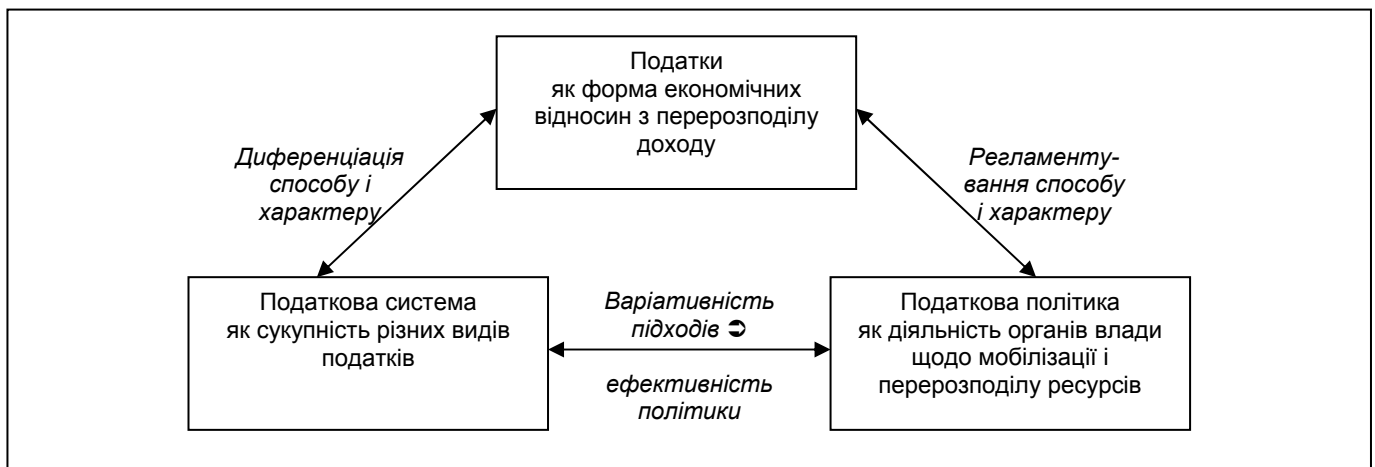 Податки
як форма економічних
відносин з перерозподілу
доходу
Диференціація
способу і
характеру
Регламенту-
вання способу
і характеру
Податкова система
як сукупність різних видів
податків
Варіативність
підходів ➲
ефективність
політики
Податкова політика
як діяльність органів влади
щодо мобілізації і
перерозподілу ресурсів